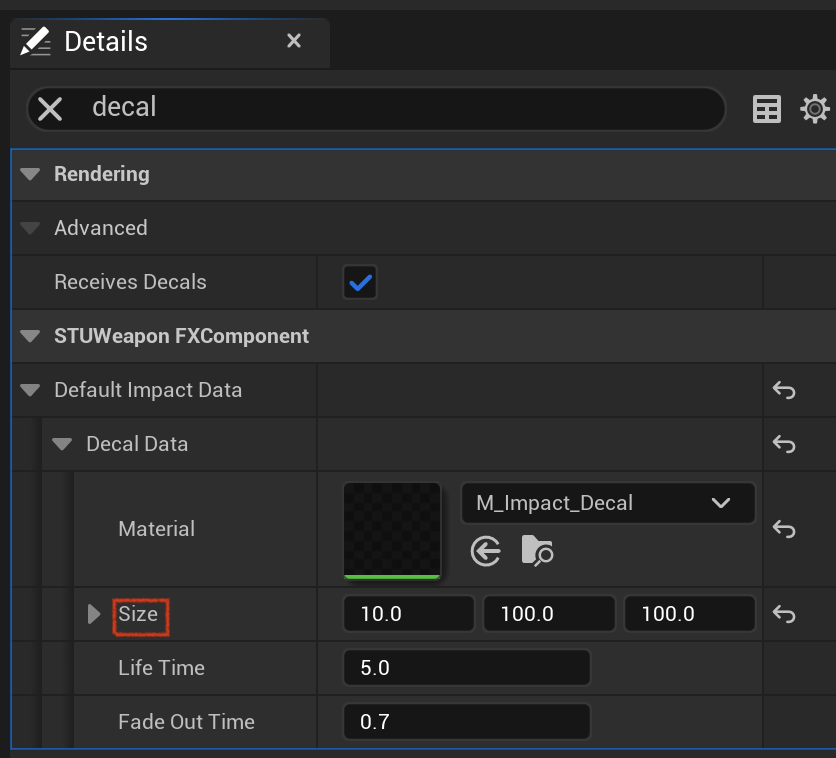 Details
decal
Rendering
Advanced
Receives Decals
STUWeapon FXComponent
Default Impact Data
Decal Data
Material M_Impact_Decal
Size 10.0 100.0 100.0
Life Time 5.0
Fade Out Time 0.7